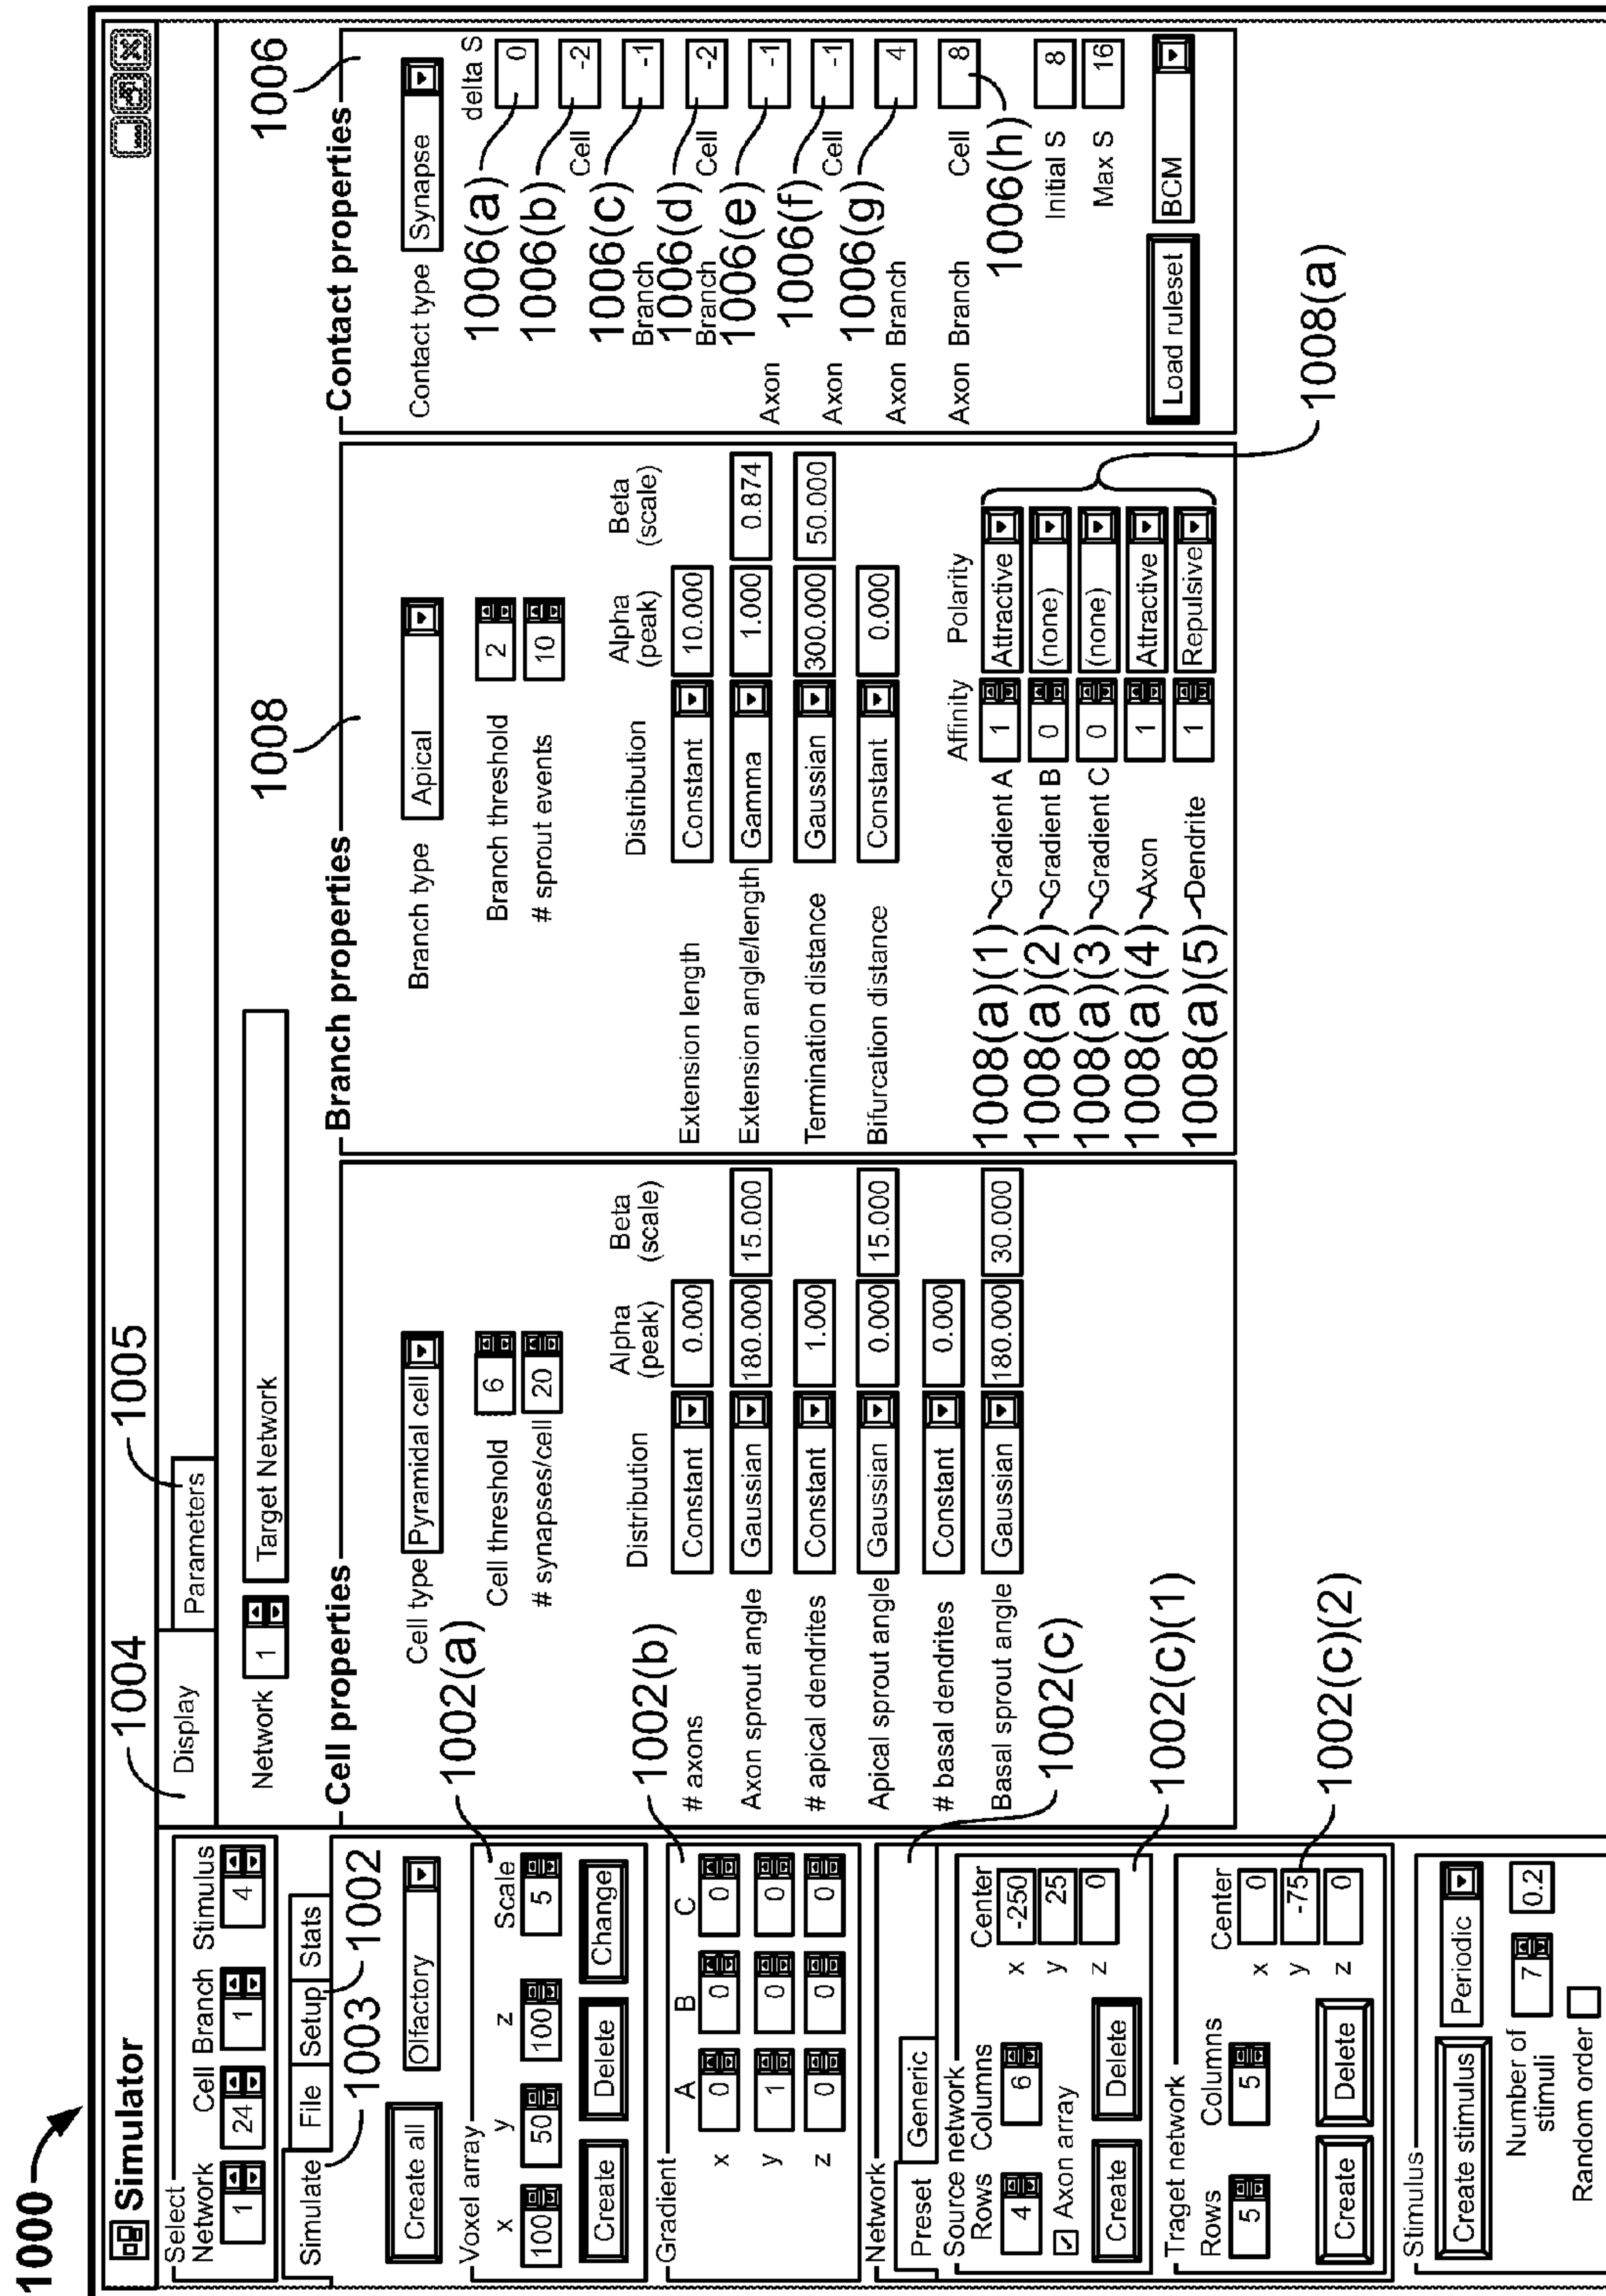 1000
Simulator
Select
Network Cell Branch Stimulus
1 24 1 4
Simulate File Setup Stats
1003 1002
Create all Olfactory
Voxel array
x y z Scale
100 50 100 5
Create Delete Change
1002(a)
Gradient
A B C
x 0 0 0
y 1 0 0
z 0 0 0
1002(b)
Network
Preset Generic
1002(c)
Source network
Rows Columns Center
4 6 x -250
Axon array y 25
z 0
Create Delete
1002(c)(1)
Traget network
Rows Columns Center
5 5 x 0
y -75
z 0
Create Delete
1002(c)(2)
Stimulus
Create stimulus Periodic
Number of
stimuli 7 0.2
Random order
1004 1005
Display Parameters
Network 1 Target Network
Cell properties
Cell type Pyramidal cell
Cell threshold 6
# synapses/cell 20
Distribution Alpha (peak) Beta (scale)
# axons Constant 0.000
Axon sprout angle Gaussian 180.000 15.000
# apical dendrites Constant 1.000
Apical sprout angle Gaussian 0.000 15.000
# basal dendrites Constant 0.000
Basal sprout angle Gaussian 180.000 30.000
1008
Branch properties
Branch type Apical
Branch threshold 2
# sprout events 10
Distribution Alpha (peak) Beta (scale)
Extension length Constant 10.000
Extension angle/length Gamma 1.000 0.874
Termination distance Gaussian 300.000 50.000
Bifurcation distance Constant 0.000
Affinity Polarity
1008(a)(1) Gradient A 1 Attractive
1008(a)(2) Gradient B 0 (none)
1008(a)(3) Gradient C 0 (none)
1008(a)(4) Axon 1 Attractive
1008(a)(5) Dendrite 1 Repulsive
1008(a)
1006
Contact properties
Contact type Synapse
delta S
1006(a) 0
1006(b) Cell -2
1006(c) Branch -1
1006(d) Branch Cell -2
1006(e) Axon -1
1006(f) Axon Cell -1
1006(g) Axon Branch 4
Axon Branch Cell 8
1006(h)
Initial S 8
Max S 16
Load ruleset BCM